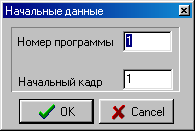 Начальные данные
Номер программы 1
Начальный кадр 1
OK Cancel